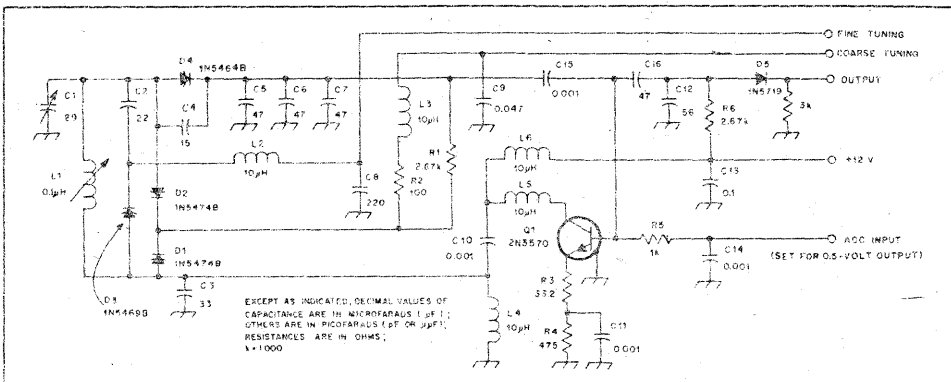 FINE TUNING
COARSE TUNING
OUTPUT
+12 V
AGC INPUT
(SET FOR 0.5-VOLT OUTPUT)
D4
1N5464B
C1
29
C2
22
C4
15
C5
47
C6
47
C7
47
L3
10µH
C9
0.047
C15
0.001
C16
47
C12
56
D5
1N5719
R6
2.67k
3k
L1
0.1µH
L2
10µH
R1
2.67k
R2
100
C8
220
L6
10µH
L5
10µH
C13
0.1
D2
1N5474B
D1
1N5474B
Q1
2N3570
R5
1k
C14
0.001
C10
0.001
R3
33.2
C3
33
D3
1N5469B
L4
10µH
R4
475
C11
0.001
EXCEPT AS INDICATED, DECIMAL VALUES OF
CAPACITANCE ARE IN MICROFARADS (µF);
OTHERS ARE IN PICOFARADS (pF OR µµF);
RESISTANCES ARE IN OHMS;
k=1000